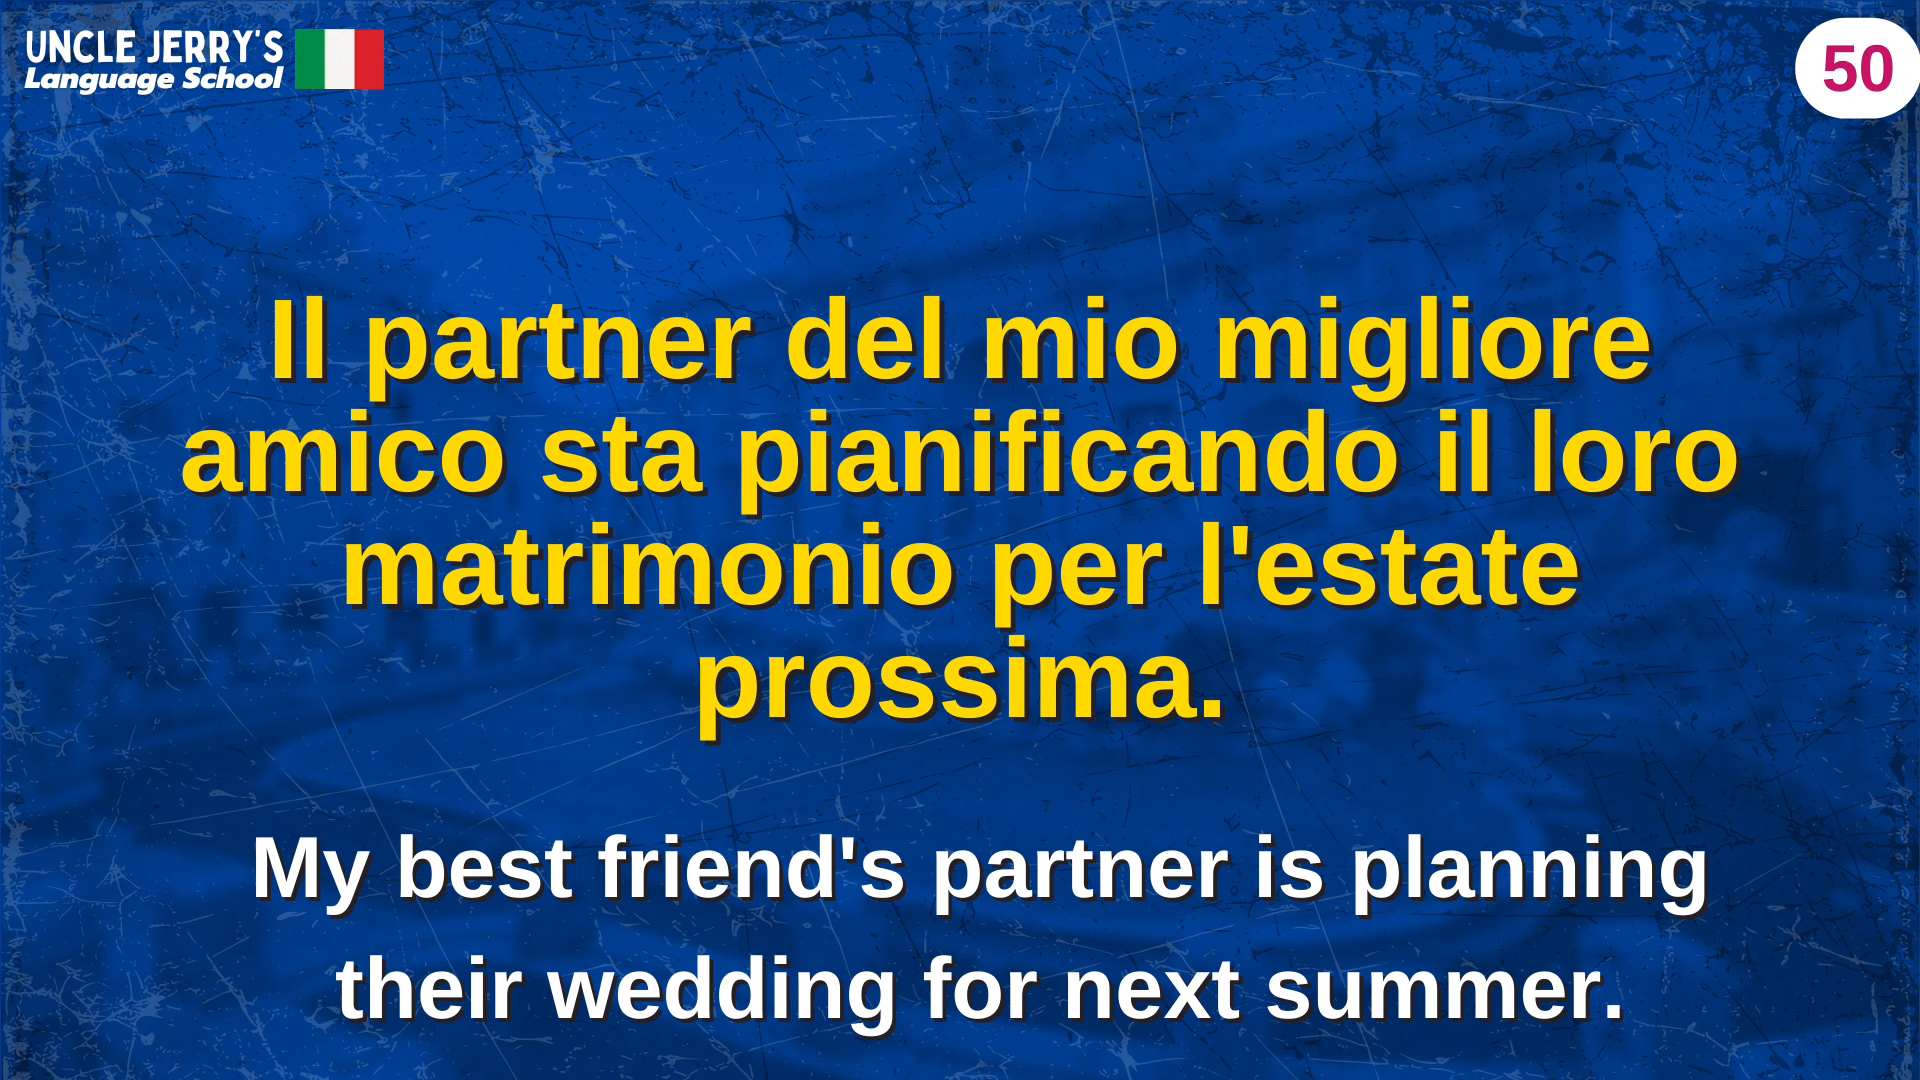 UNCLE JERRY'S
Language School
50
Il partner del mio migliore
amico sta pianificando il loro
matrimonio per l'estate
prossima.
My best friend's partner is planning
their wedding for next summer.